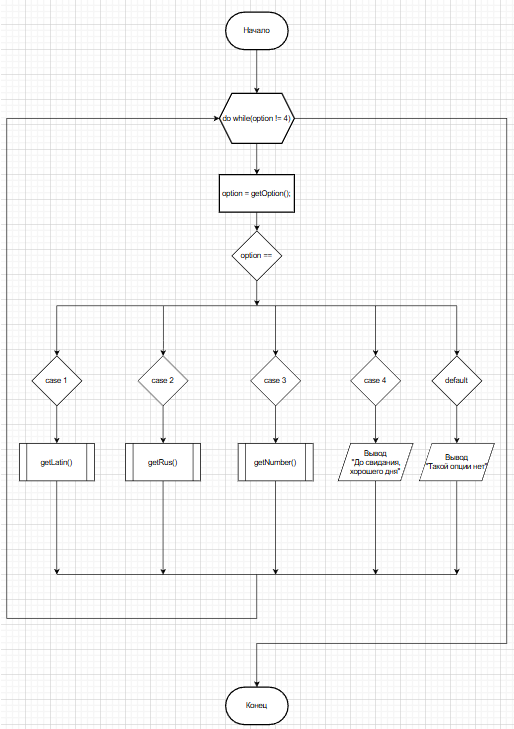 Начало
do while(option != 4)
option = getOption();
option ==
case 1
case 2
case 3
case 4
default
getLatin()
getRus()
getNumber()
Вывод
"До свидания,
хорошего дня"
Вывод
"Такой опции нет"
Конец